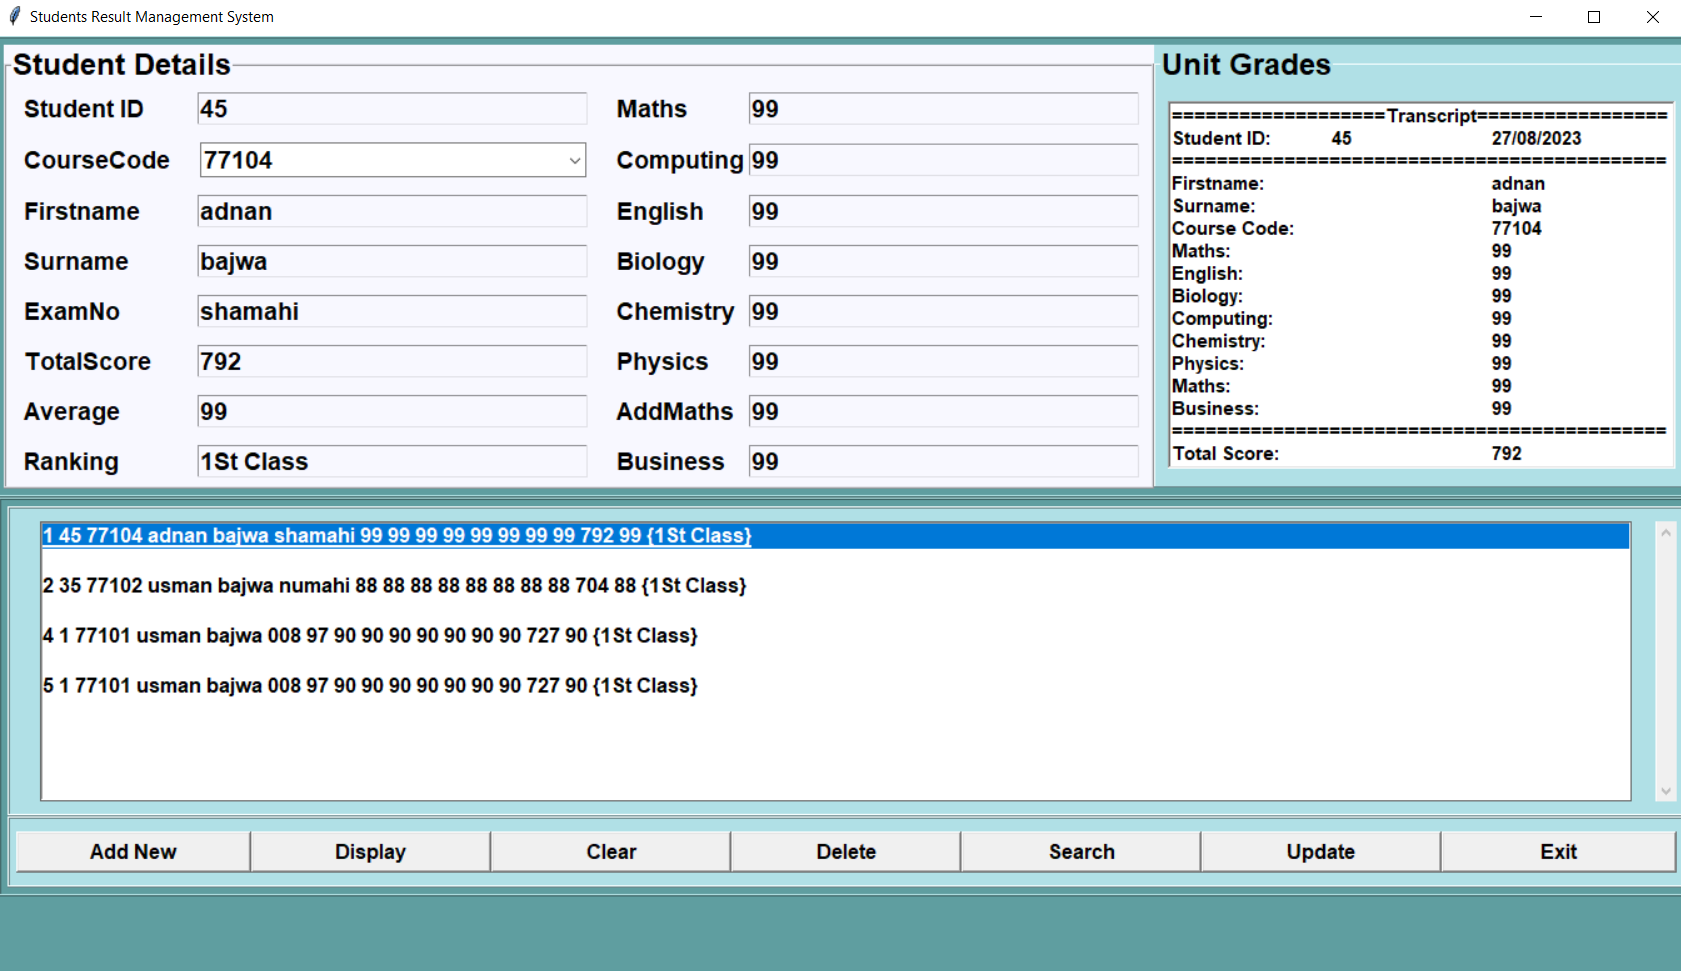 Students Result Management System
Student Details
Student ID 45 Maths 99
CourseCode 77104 Computing 99
Firstname adnan English 99
Surname bajwa Biology 99
ExamNo shamahi Chemistry 99
TotalScore 792 Physics 99
Average 99 AddMaths 99
Ranking 1St Class Business 99
Unit Grades
===================Transcript=================
Student ID: 45 27/08/2023
============================================
Firstname: adnan
Surname: bajwa
Course Code: 77104
Maths: 99
English: 99
Biology: 99
Computing: 99
Chemistry: 99
Physics: 99
Maths: 99
Business: 99
============================================
Total Score: 792
1 45 77104 adnan bajwa shamahi 99 99 99 99 99 99 99 99 792 99 {1St Class}
2 35 77102 usman bajwa numahi 88 88 88 88 88 88 88 88 704 88 {1St Class}
4 1 77101 usman bajwa 008 97 90 90 90 90 90 90 90 727 90 {1St Class}
5 1 77101 usman bajwa 008 97 90 90 90 90 90 90 90 727 90 {1St Class}
Add New Display Clear Delete Search Update Exit